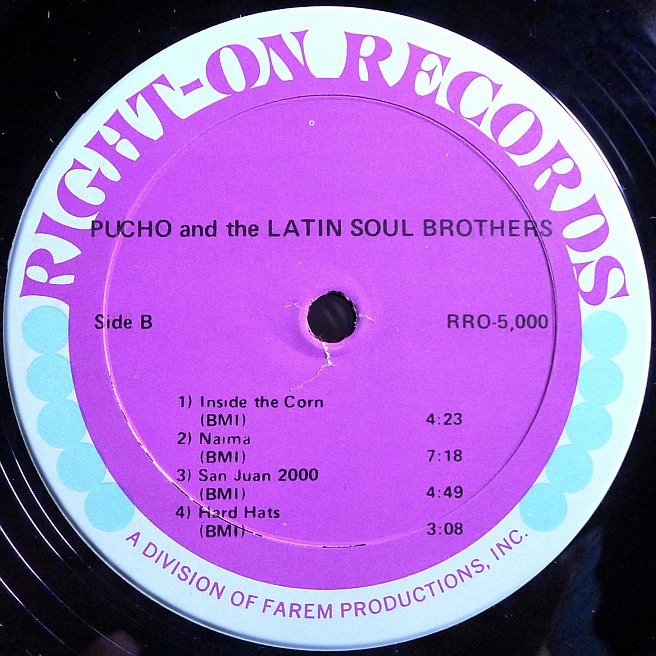 RIGHT-ON RECORDS
PUCHO and the LATIN SOUL BROTHERS
Side B RRO-5,000
1) Inside the Corn
(BMI) 4:23
2) Naima
(BMI) 7:18
3) San Juan 2000
(BMI) 4:49
4) Hard Hats
(BMI) 3:08
A DIVISION OF FAREM PRODUCTIONS, INC.